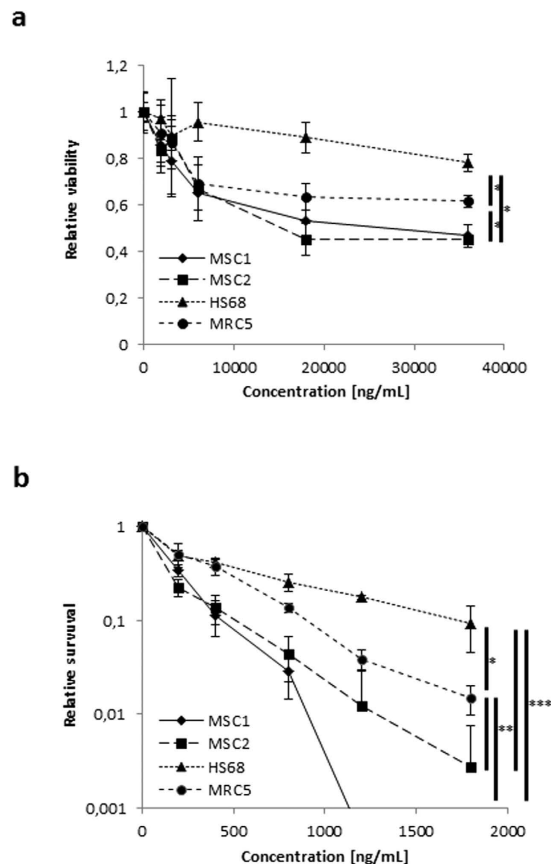 a
1,2
1
0,8
0,6
0,4
0,2
0
Relative viability
MSC1
MSC2
HS68
MRC5
*
*
*
0 10000 20000 30000 40000
Concentration [ng/mL]
b
1
0,1
0,01
0,001
Relative survuval
MSC1
MSC2
HS68
MRC5
*
**
***
0 500 1000 1500 2000
Concentration [ng/mL]